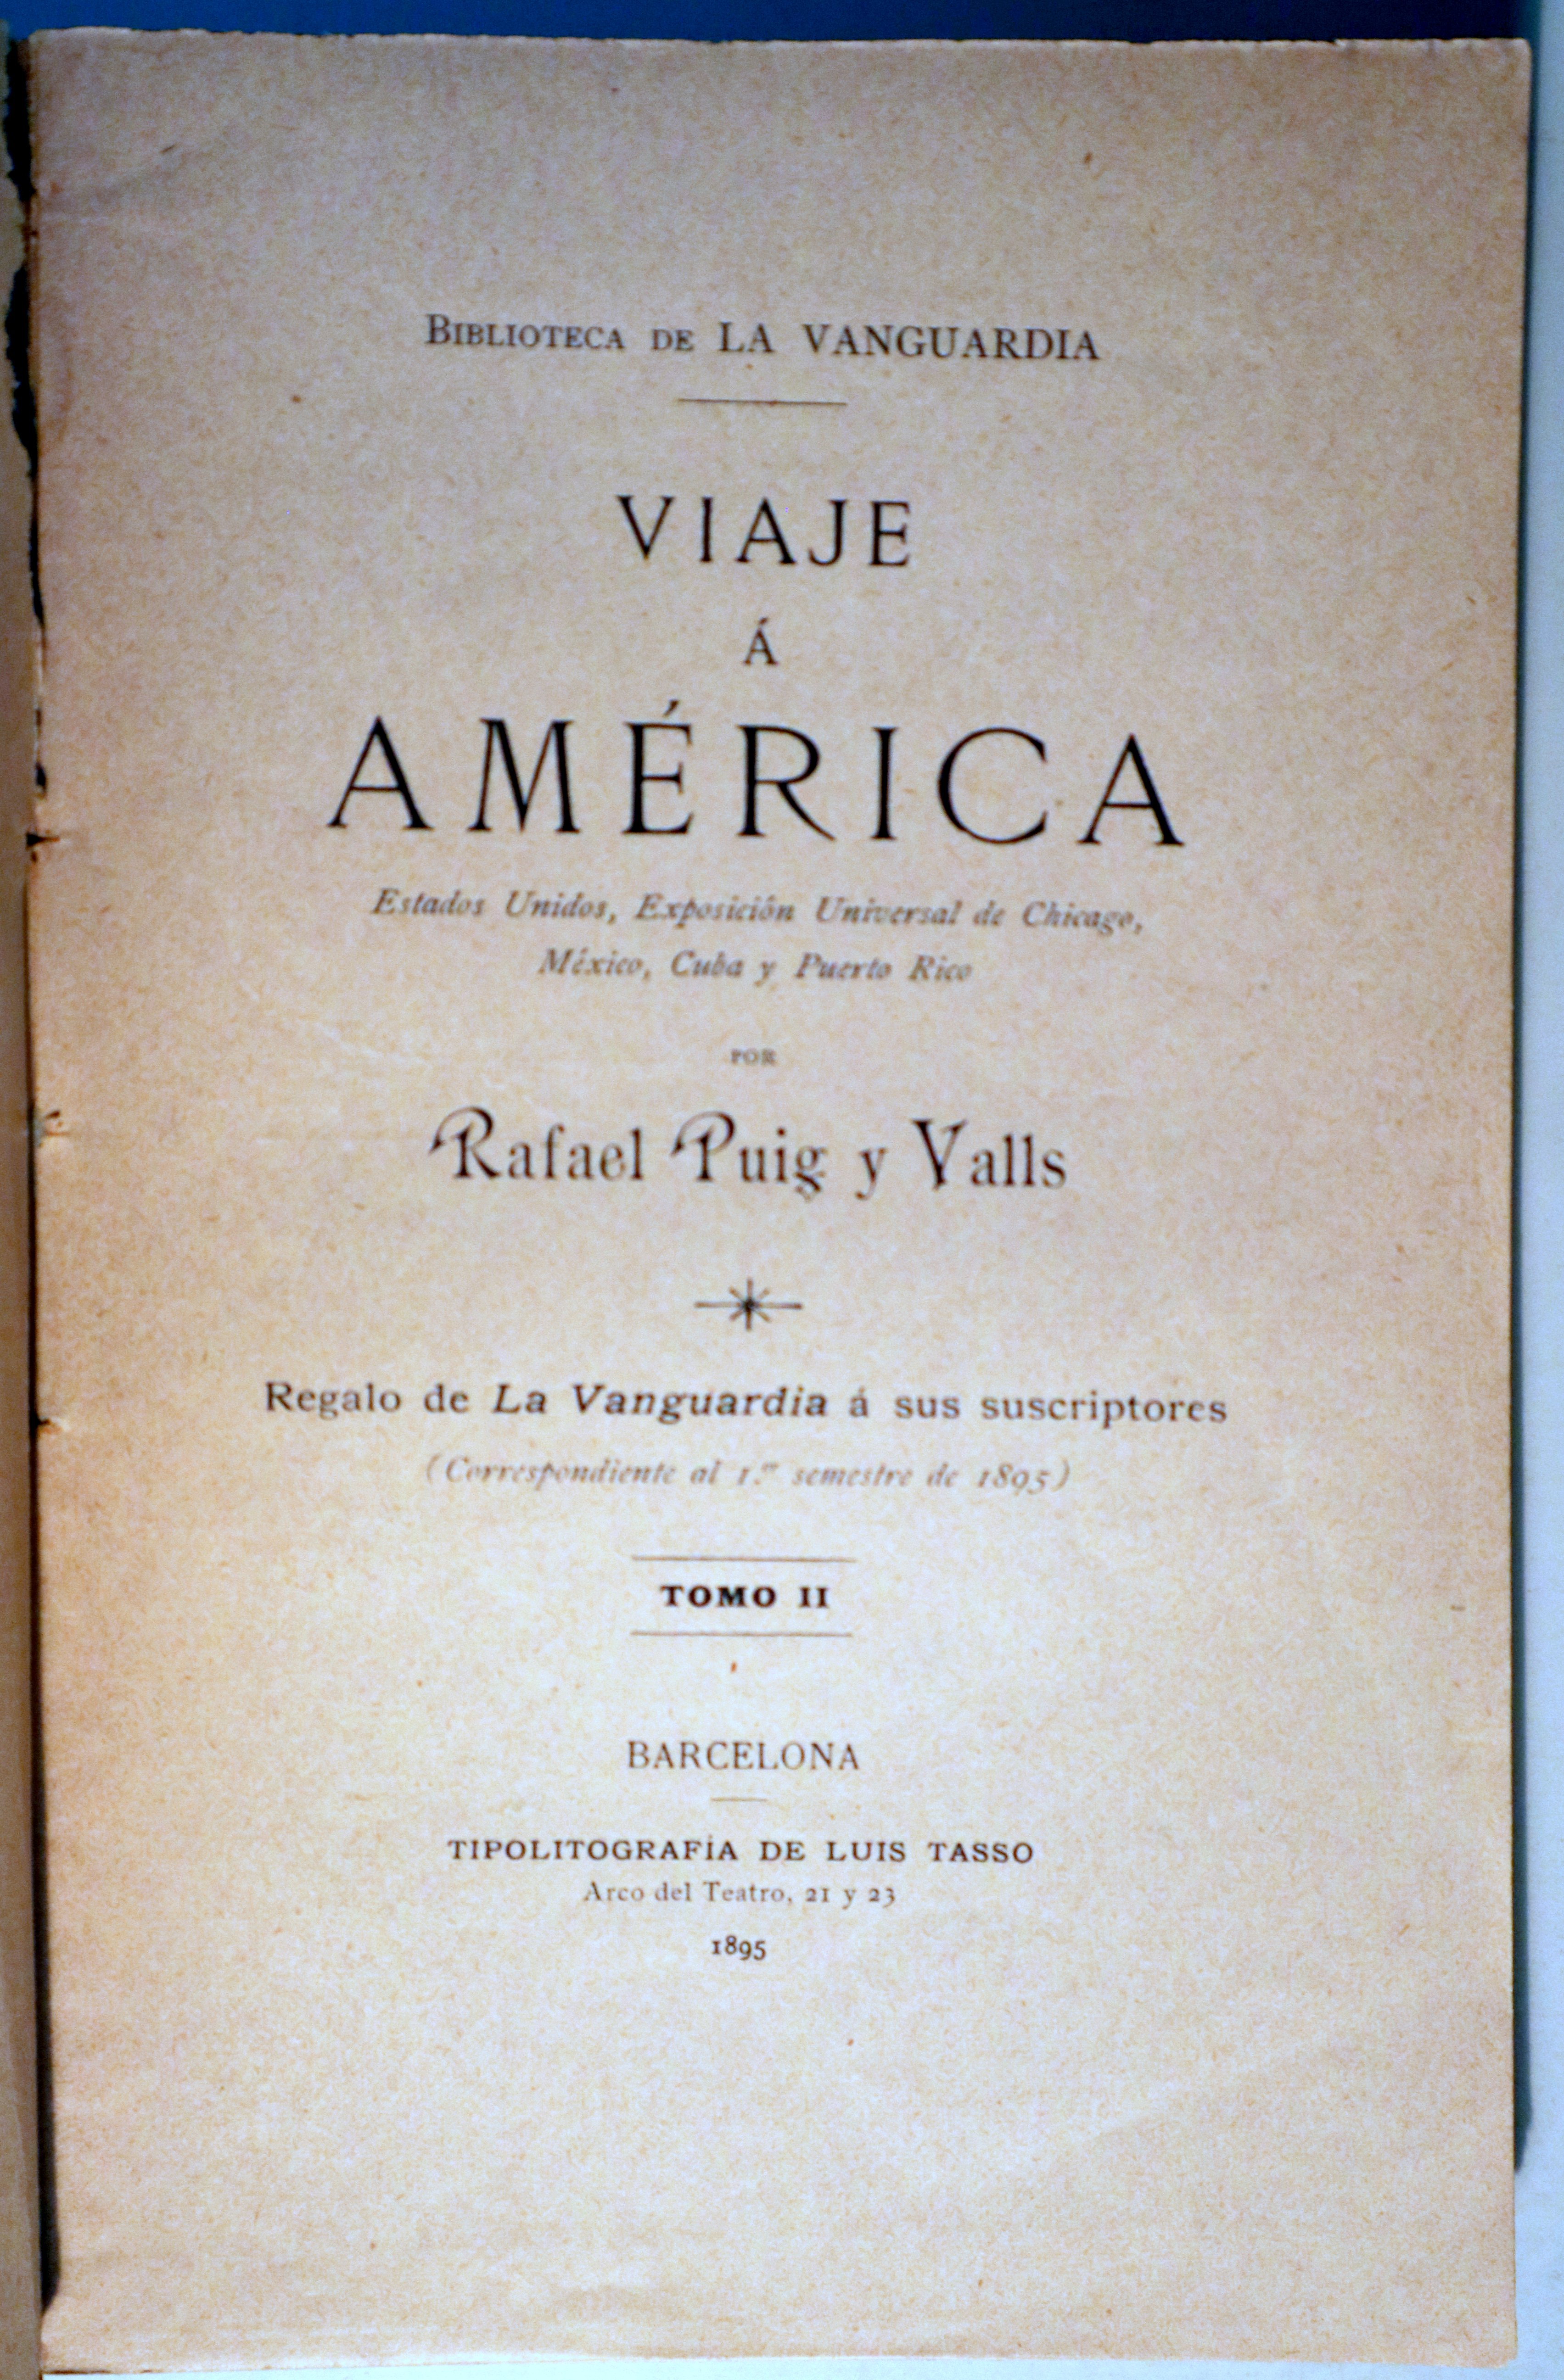 BIBLIOTECA DE LA VANGUARDIA
VIAJE
Á
AMÉRICA
Estados Unidos, Exposición Universal de Chicago,
México, Cuba y Puerto Rico
POR
Rafael Puig y Valls
Regalo de La Vanguardia á sus suscriptores
(Correspondiente al 1.er semestre de 1895)
TOMO II
BARCELONA
TIPOLITOGRAFÍA DE LUIS TASSO
Arco del Teatro, 21 y 23
1895